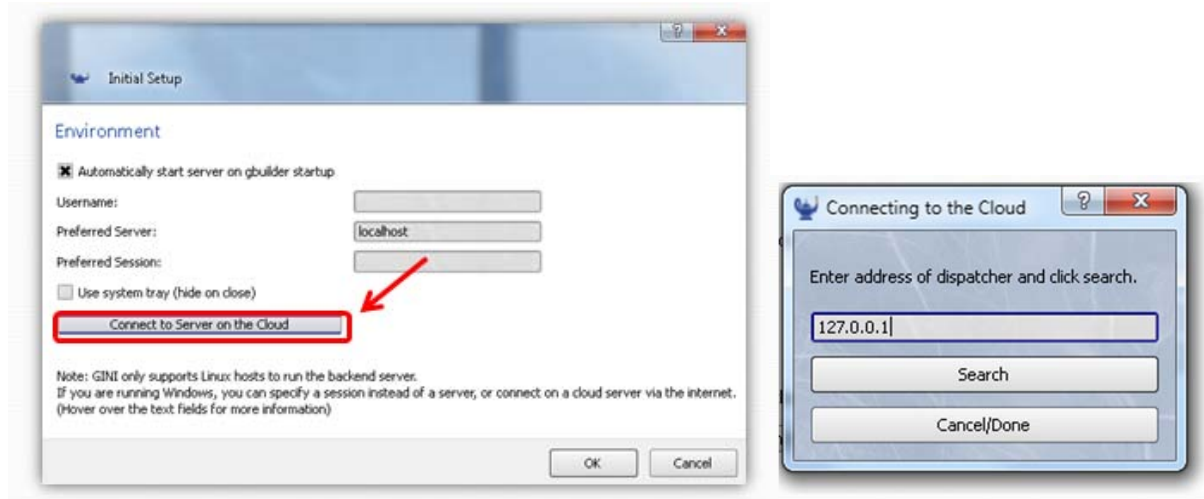 Initial Setup
Environment
Automatically start server on gbuilder startup
Username:
Preferred Server:
localhost
Preferred Session:
Use system tray (hide on close)
Connect to Server on the Cloud
Note: GINI only supports Linux hosts to run the backend server.
If you are running Windows, you can specify a session instead of a server, or connect on a cloud server via the internet.
(Hover over the text fields for more information)
OK
Cancel
Connecting to the Cloud
Enter address of dispatcher and click search.
127.0.0.1
Search
Cancel/Done